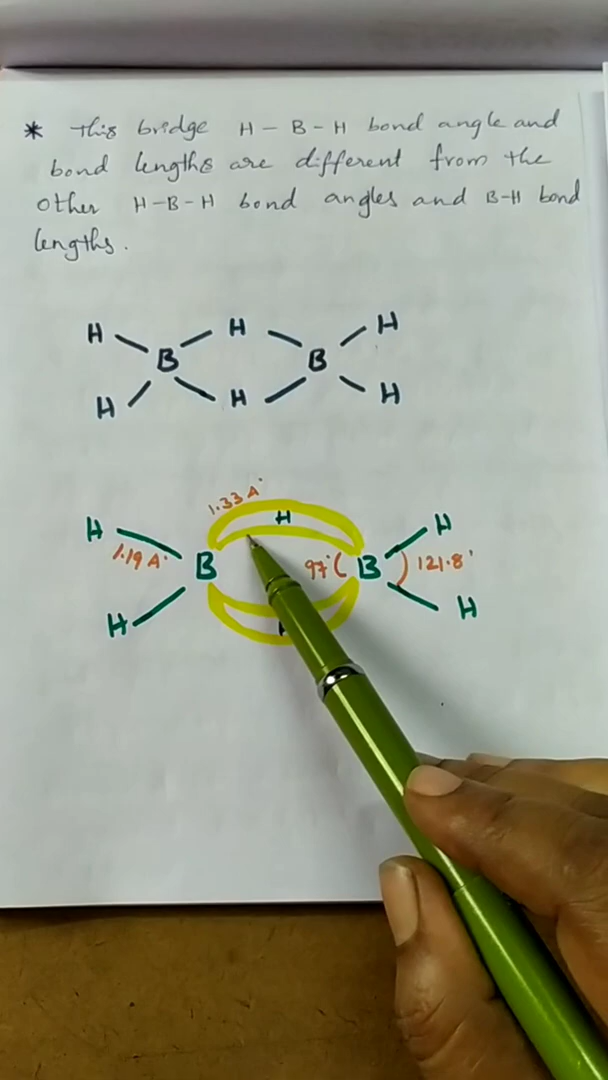 * This bridge H - B - H bond angle and
bond lengths are different from the
other H-B-H bond angles and B-H bond
lengths.
H H H
B B
H H H
1.33 A°
H H H
1.19 A° B 97° B 121.8°
H H H